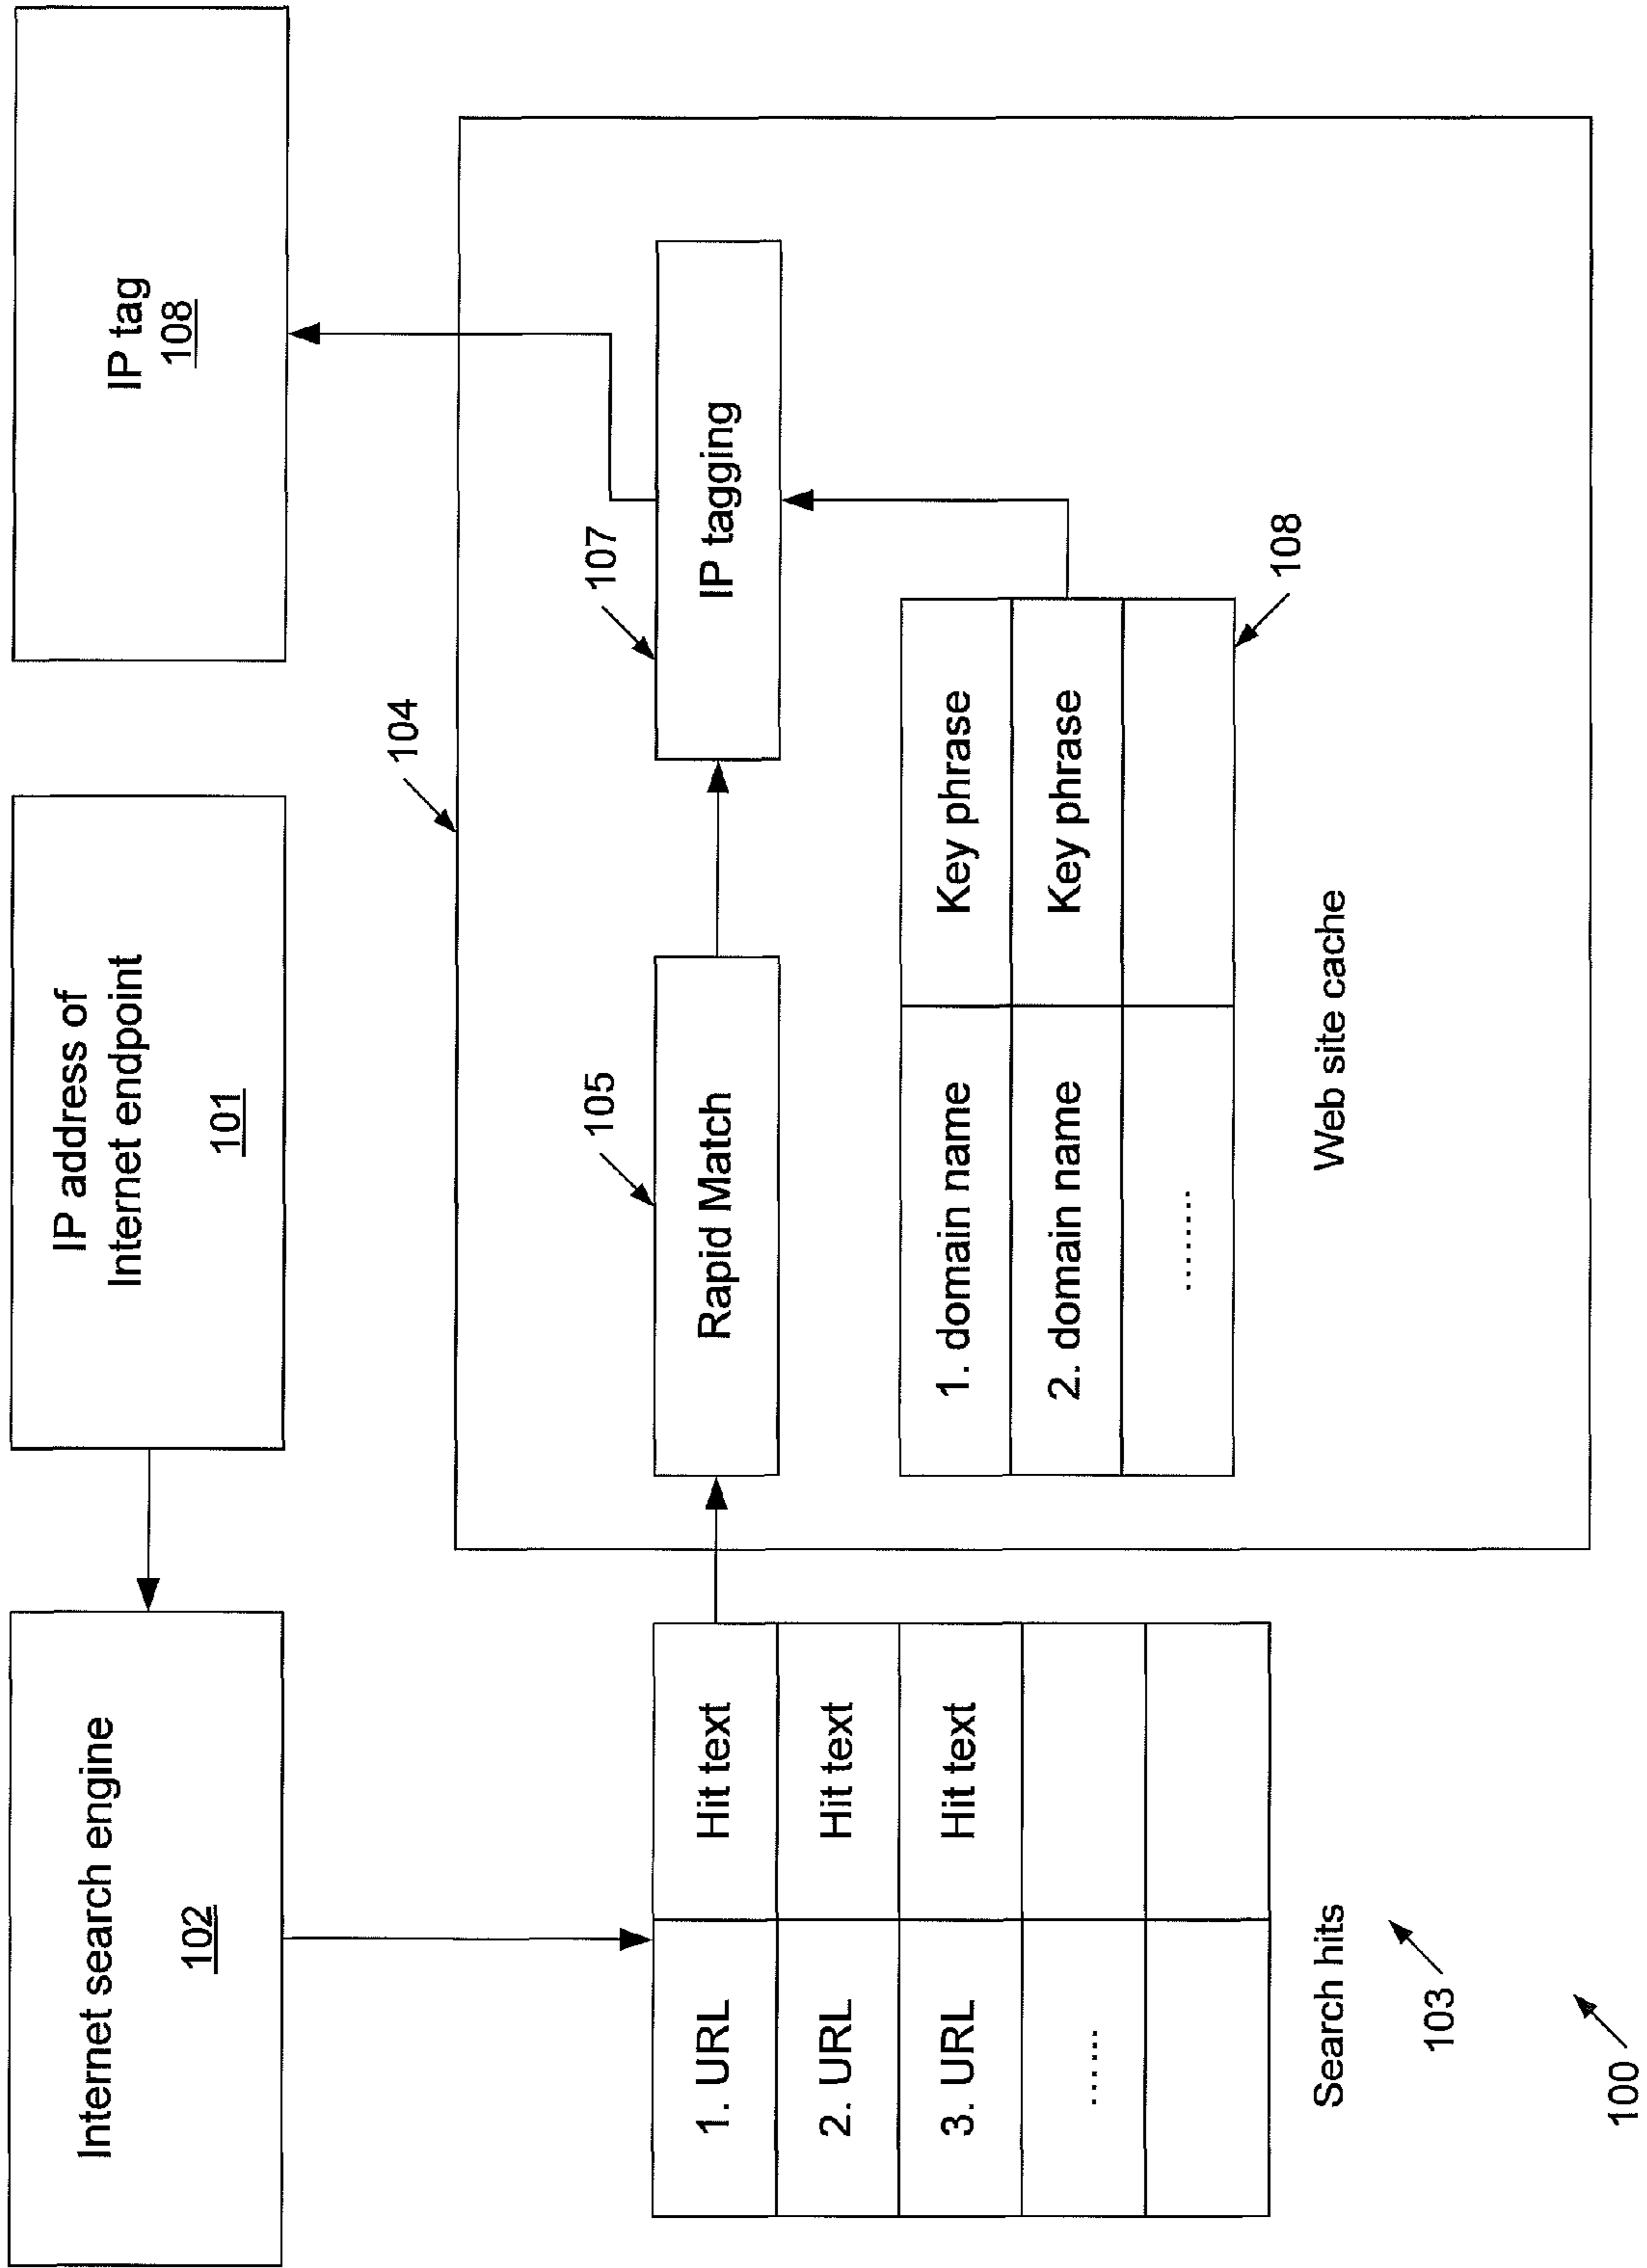 Internet search engine
102
IP address of
Internet endpoint
101
IP tag
108
104
1. URL
Hit text
2. URL
Hit text
3. URL
Hit text
.......
Search hits
103
100
105
Rapid Match
107
IP tagging
1. domain name
Key phrase
2. domain name
Key phrase
........
108
Web site cache